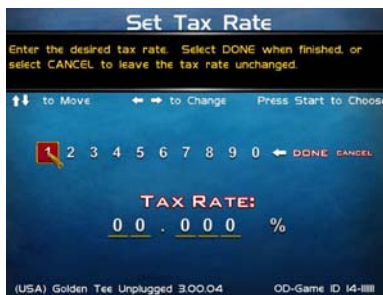 Set Tax Rate
Enter the desired tax rate. Select DONE when finished, or
select CANCEL to leave the tax rate unchanged.
↑↓ to Move ← → to Change Press Start to Choose
1 2 3 4 5 6 7 8 9 0 ← DONE CANCEL
TAX RATE:
0 0 . 0 0 0 %
(USA) Golden Tee Unplugged 3.00.04 OD-Game ID 14-111111